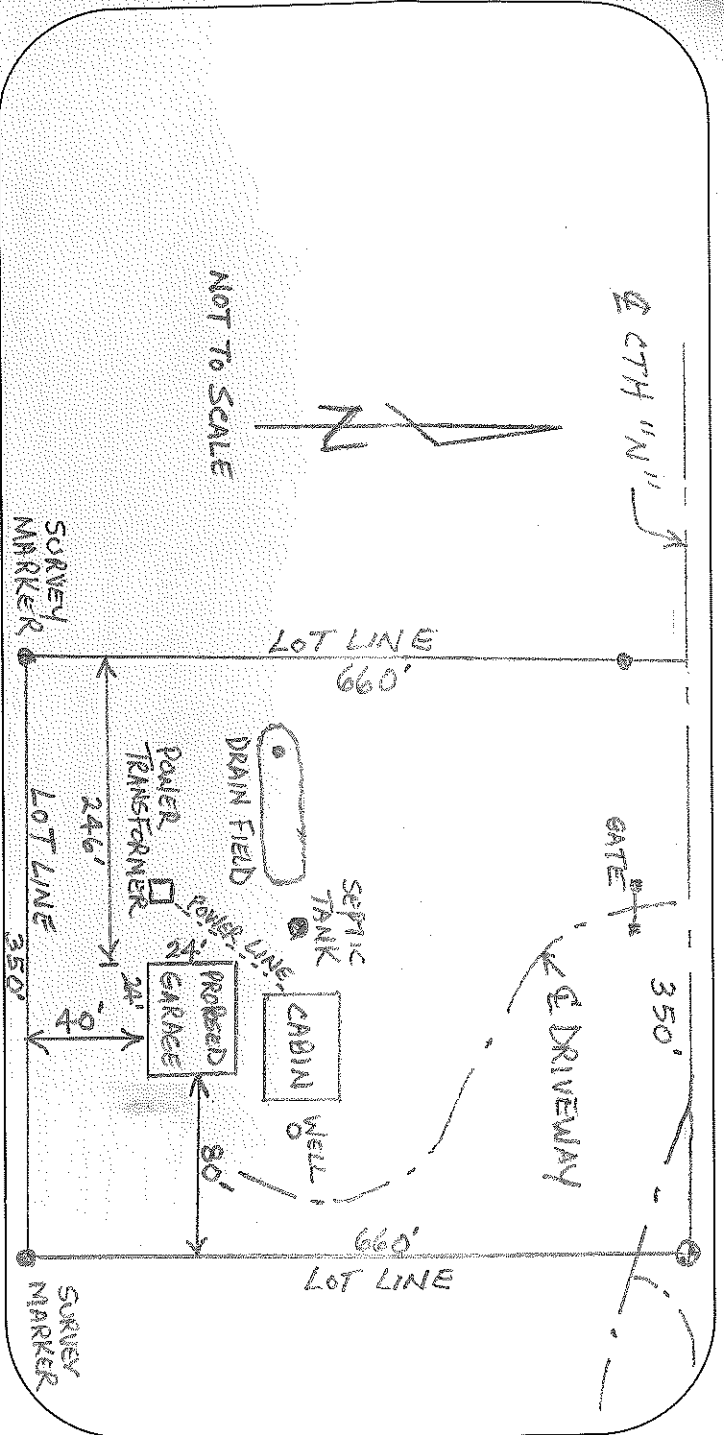 ℄ CTH "N"
NOT TO SCALE
N
SURVEY
MARKER
LOT LINE
660'
GATE
350'
℄ DRIVEWAY
DRAIN FIELD
SEPTIC
TANK
POWER
TRANSFORMER
POWER LINE
246'
24'
24'
PROPOSED
GARAGE
CABIN
WELL
O
40'
80'
LOT LINE
350'
660'
LOT LINE
SURVEY
MARKER